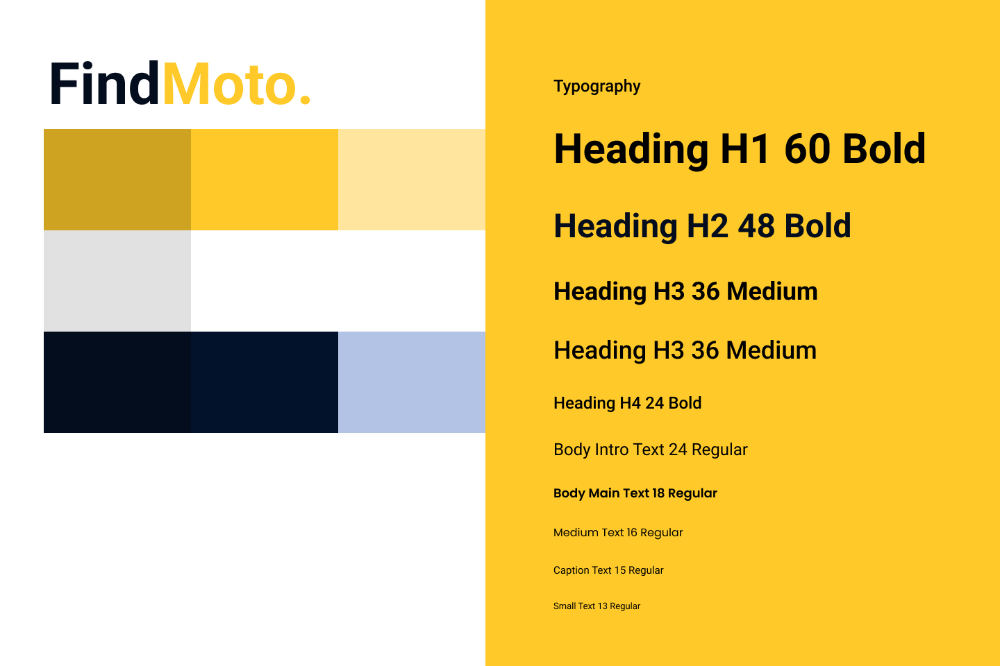 FindMoto.
Typography
Heading H1 60 Bold
Heading H2 48 Bold
Heading H3 36 Medium
Heading H3 36 Medium
Heading H4 24 Bold
Body Intro Text 24 Regular
Body Main Text 18 Regular
Medium Text 16 Regular
Caption Text 15 Regular
Small Text 13 Regular